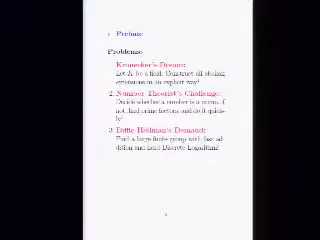 Problems:
Kronecker's Dream:
Let K be a field. Construct all abelian
extensions in an explicit way!
2. Number Theorist's Challenge:
Decide whether a number is a prime, if
not, find prime factors, and do it quick-
ly!
3. Diffie Hellman's Demand:
Find a large finite group with fast ad-
dition and hard Discrete Logarithm!